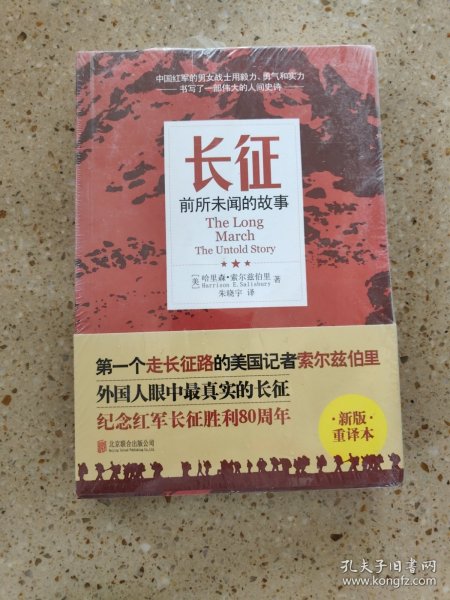 中国红军的男女战士用毅力、勇气和实力
书写了一部伟大的人间史诗
长征
前所未闻的故事
The Long
March
The Untold Story
[美]哈里森·索尔兹伯里 著
Harrison E.Salisbury
朱晓宇 译
第一个走长征路的美国记者索尔兹伯里
外国人眼中最真实的长征
纪念红军长征胜利80周年
·新版·
重译本
北京联合出版公司
孔夫子旧书网
www.kongfz.com